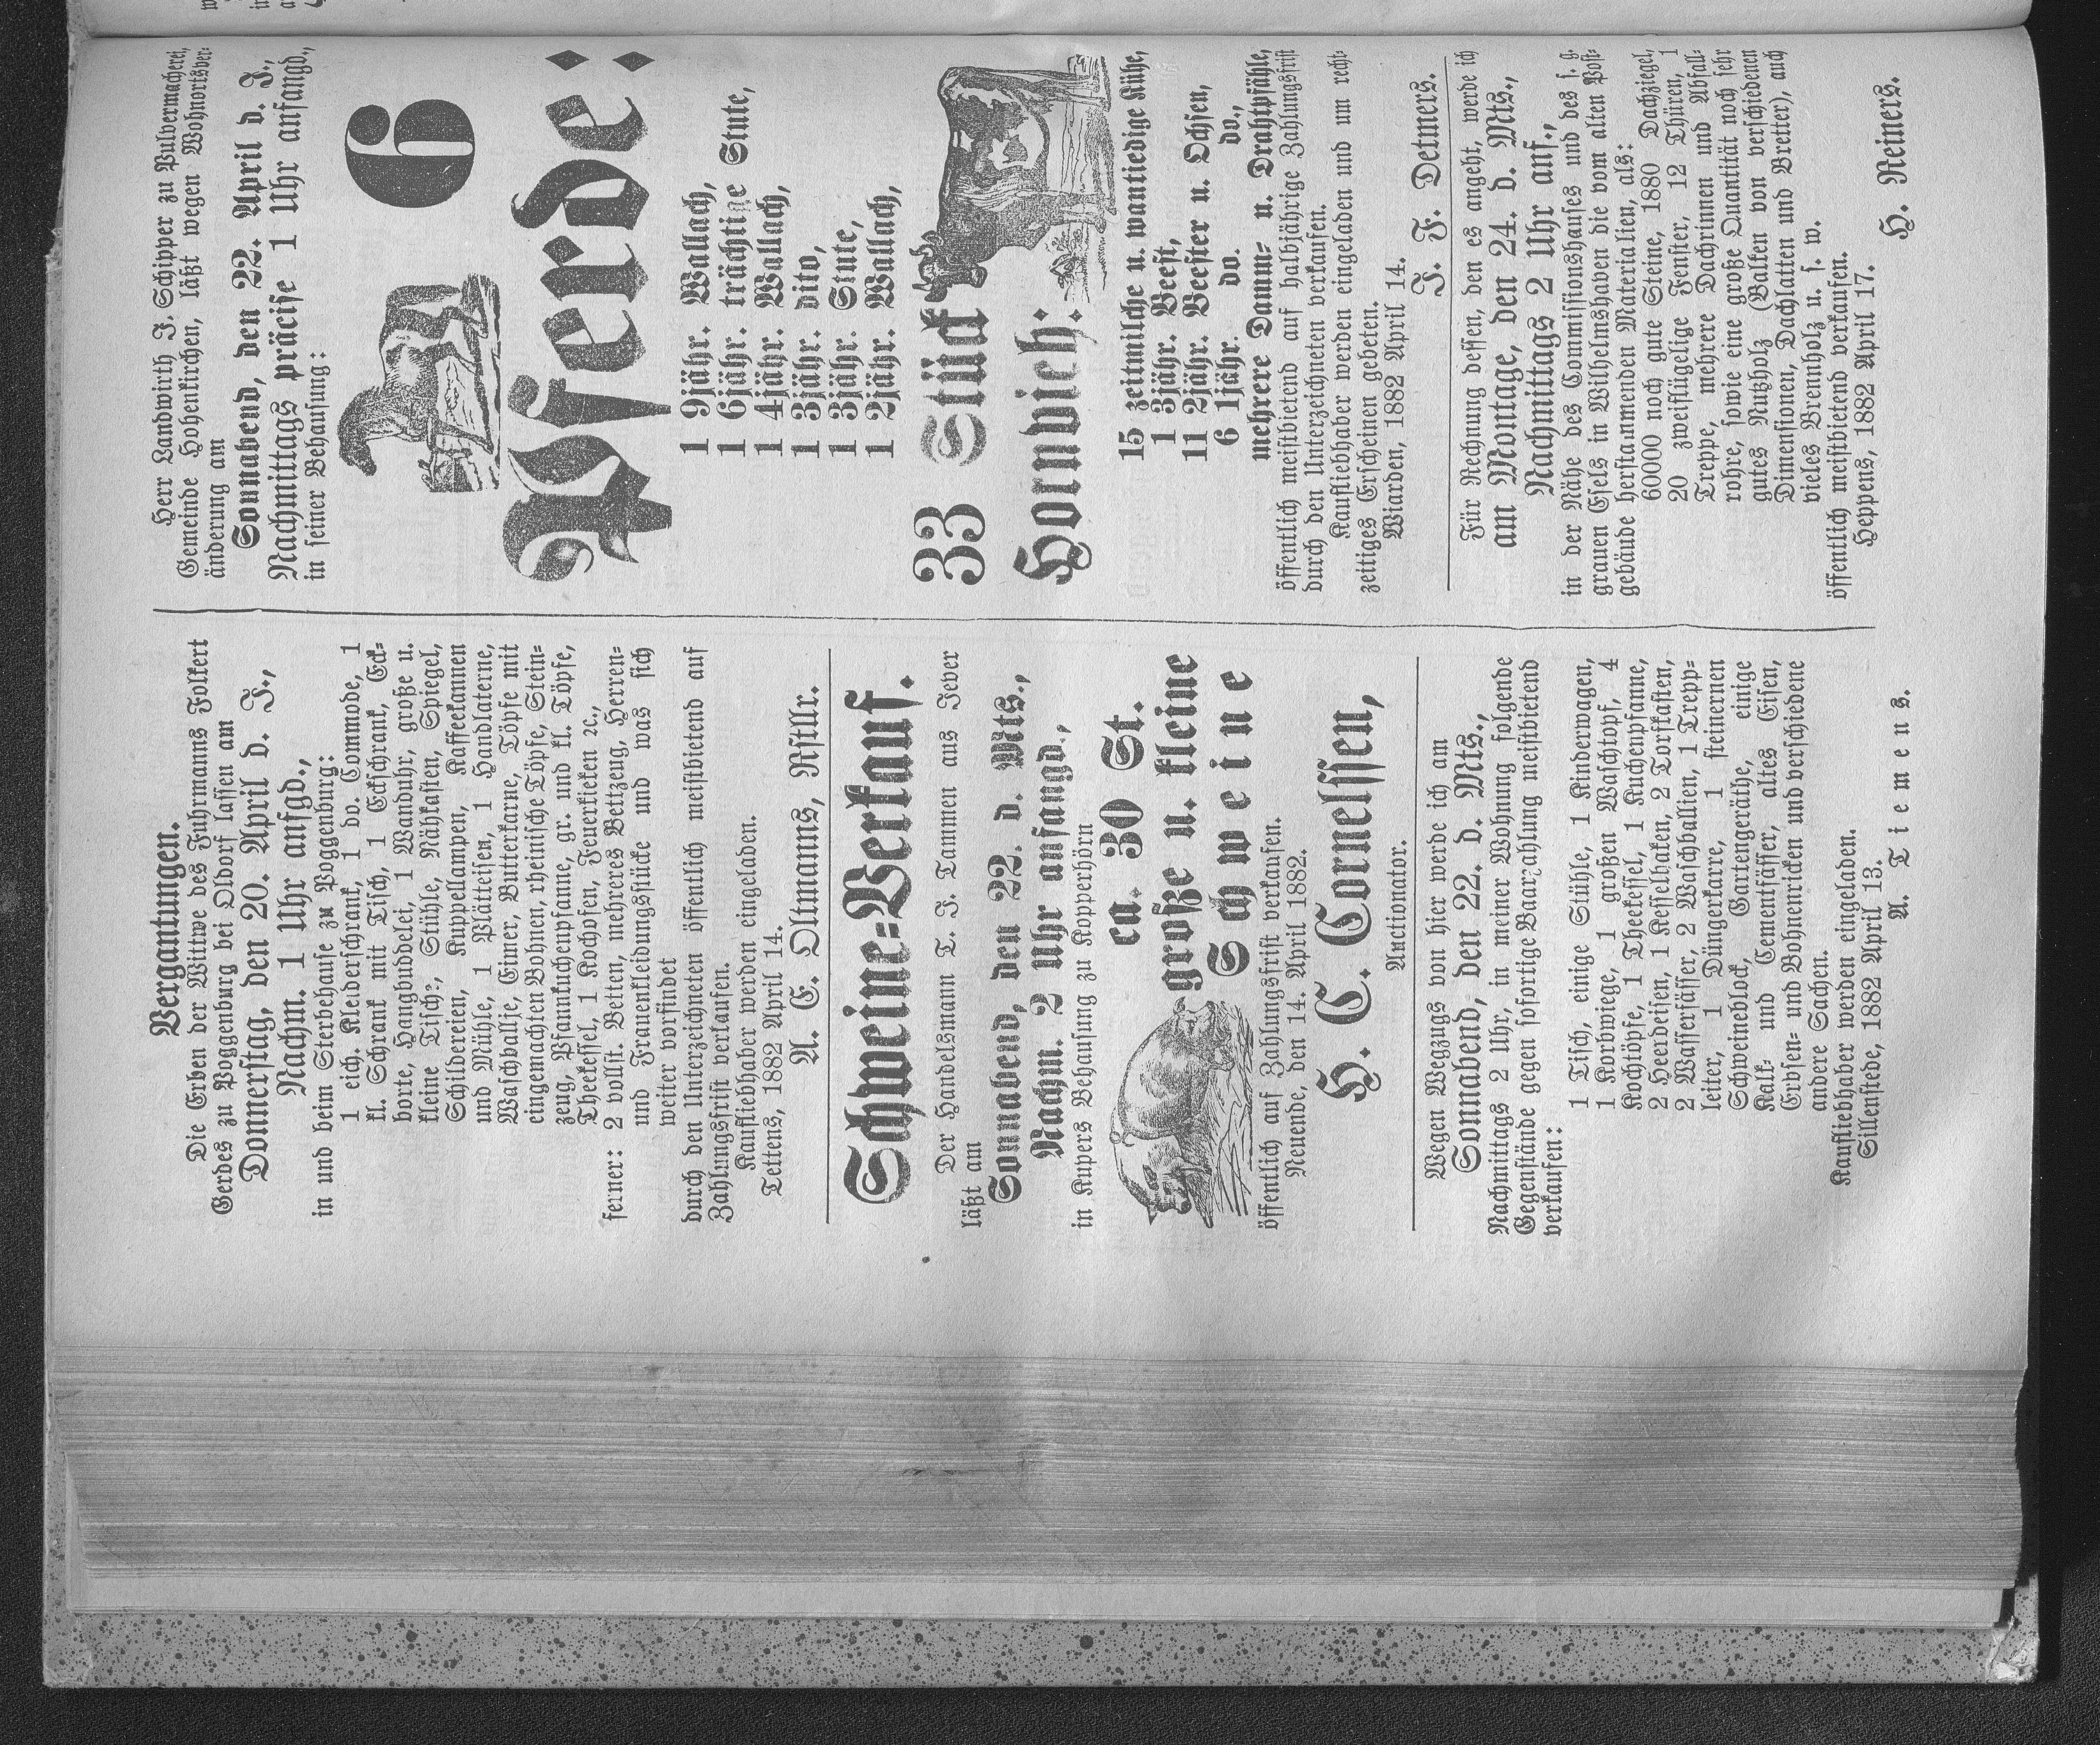 Vergantungen.
Die Erben der Wittwe des Fuhrmanns Folkert
Gerdes zu Poggenburg bei Oldorf lassen am
Donnerstag, den 20. April d. J.,
Nachm. 1 Uhr anfgd.,
in und beim Sterbehause zu Poggenburg:
1 eich. Kleiderschrank, 1 do. Commode, 1
kl. Schrank mit Tisch, 1 Eckschrank, Eck-
borte, Hangbuddelei, 1 Wanduhr, große u.
kleine Tische, Stühle, Nähkasten, Spiegel,
Schildereien, Kuppellampen, Kaffeekannen
und Mühle, 1 Plätteisen, 1 Handlaterne,
Waschballje, Eimer, Butterkarne, Töpfe mit
eingemachten Bohnen, rheinische Töpfe, Stein-
zeug, Pfannkuchenpfanne, gr. und kl. Töpfe,
Theekessel, 1 Kochofen, Feuerkieken 2c.,
ferner: 2 vollst. Betten, mehreres Bettzeug, Herren-
und Frauenkleidungsstücke und was sich
weiter vorfindet
durch den Unterzeichneten öffentlich meistbietend auf
Zahlungsfrist verkaufen.
Kaufliebhaber werden eingeladen.
Tettens, 1882 April 14.
A. E. Oltmanns, Rstllr.
Schweine-Verkauf.
Der Handelsmann T. J. Tammen aus Jever
läßt am
Sonnabend, den 22. d. Mts.,
Nachm. 2 Uhr anfangd.,
in Kupers Behausung zu Kopperhörn
ca. 30 St.
große u. kleine
Schweine
öffentlich auf Zahlungsfrist verkaufen.
Neuende, den 14. April 1882.
H. C. Cornelssen,
Auctionator.
Wegen Wegzugs von hier werde ich am
Sonnabend, den 22. d. Mts.,
Nachmittags 2 Uhr, in meiner Wohnung folgende
Gegenstände gegen sofortige Baarzahlung meistbietend
verkaufen:
1 Tisch, einige Stühle, 1 Kinderwagen,
1 Korbwiege, 1 großen Waschtopf, 4
Kochtöpfe, 1 Theekessel, 1 Kuchenpfanne,
2 Heerdeisen, 1 Kesselhaken, 2 Torfkasten,
2 Wasserfässer, 2 Waschballien, 1 Trepp-
leiter, 1 Düngerkarre, 1 steinernen
Schweineblock, Gartengeräthe, einige
Kalk- und Cementfässer, altes Eisen,
Erbsen- und Bohnenricken und verschiedene
andere Sachen.
Kaufliebhaber werden eingeladen.
Sillenstede, 1882 April 13.
A. Tiemens.
Herr Landwirth J. Schipper zu Pulvermacherei,
Gemeinde Hohenkirchen, läßt wegen Wohnortsver-
änderung am
Sonnabend, den 22. April d. J.,
Nachmittags präcise 1 Uhr anfangd.,
in seiner Behausung:
6
Pferde:
1 9jähr. Wallach,
1 6jähr. trächtige Stute,
1 4jähr. Wallach,
1 3jähr. dito,
1 3jähr. Stute,
1 2jähr. Wallach,
33 Stück
Hornvieh:
15 zeitmilche u. wantiedige Kühe,
1 3jähr. Beest,
11 2jähr. Beester u. Ochsen,
6 1jähr. do. do.,
mehrere Damm- u. Drahtpfähle,
öffentlich meistbietend auf halbjährige Zahlungsfrist
durch den Unterzeichneten verkaufen.
Kaufliebhaber werden eingeladen und um recht-
zeitiges Erscheinen gebeten.
Wiarden, 1882 April 14.
J. F. Detmers.
Für Rechnung dessen, den es angeht, werde ich
am Montage, den 24. d. Mts.,
Nachmittags 2 Uhr anf.,
in der Nähe des Commissionshauses und des s. g.
grauen Esels in Wilhelmshaven die vom alten Post-
gebäude herstammenden Materialien, als:
60000 noch gute Steine, 1880 Dachziegel,
20 zweiflügelige Fenster, 12 Thüren, 1
Treppe, mehrere Dachrinnen und Abfall-
rohre, sowie eine große Quantität noch sehr
gutes Nutzholz (Balken von verschiedenen
Dimensionen, Dachlatten und Bretter), auch
vieles Brennholz u. s. w.
öffentlich meistbietend verkaufen.
Heppens, 1882 April 17.
H. Reiners.